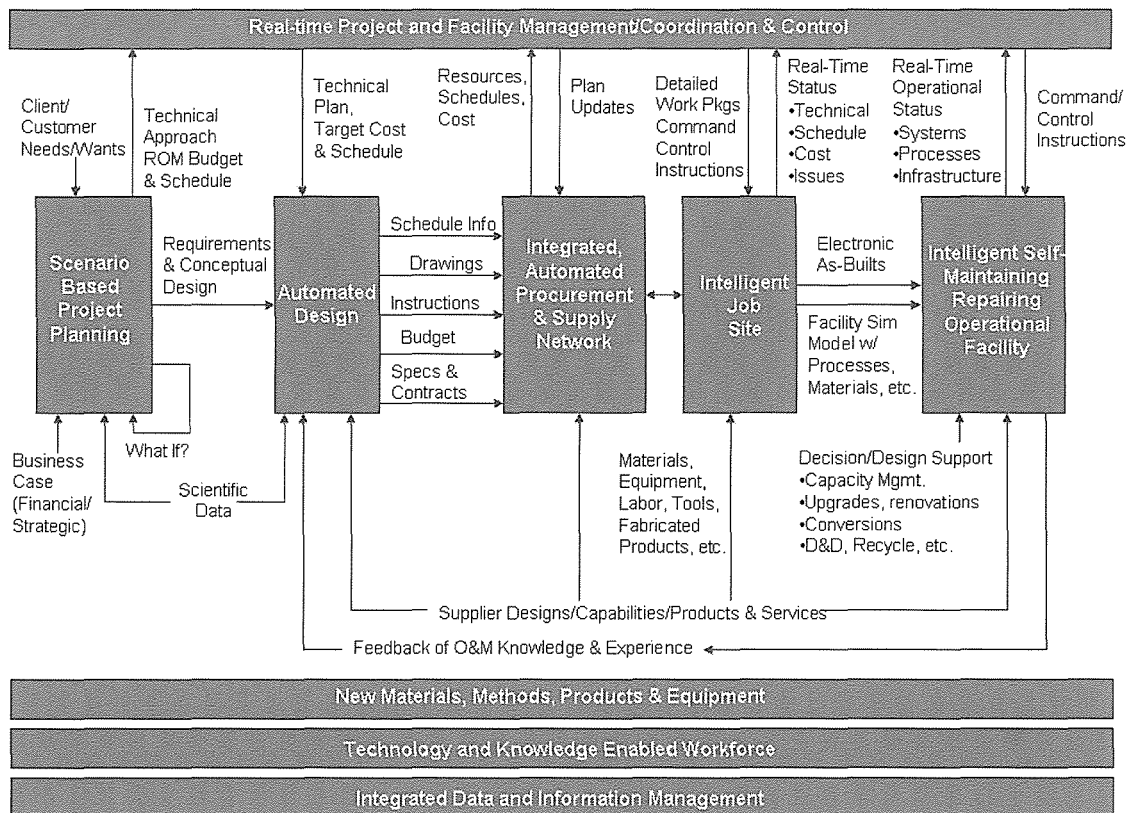 Real-time Project and Facility Management/Coordination & Control
Client/
Customer
Needs/Wants
Technical
Approach
ROM Budget
& Schedule
Technical
Plan,
Target Cost
& Schedule
Resources,
Schedules,
Cost
Plan
Updates
Detailed
Work Pkgs
Command
Control
Instructions
Real-Time
Status
•Technical
•Schedule
•Cost
•Issues
Real-Time
Operational
Status
•Systems
•Processes
•Infrastructure
Command/
Control
Instructions
Scenario
Based
Project
Planning
Requirements
& Conceptual
Design
Automated
Design
Schedule Info
Drawings
Instructions
Budget
Specs &
Contracts
Integrated,
Automated
Procurement
& Supply
Network
Intelligent
Job
Site
Electronic
As-Builts
Facility Sim
Model w/
Processes,
Materials, etc.
Intelligent Self-
Maintaining
Repairing
Operational
Facility
What If?
Business
Case
(Financial/
Strategic)
Scientific
Data
Materials,
Equipment,
Labor, Tools,
Fabricated
Products, etc.
Decision/Design Support
•Capacity Mgmt.
•Upgrades, renovations
•Conversions
•D&D, Recycle, etc.
Supplier Designs/Capabilities/Products & Services
Feedback of O&M Knowledge & Experience
New Materials, Methods, Products & Equipment
Technology and Knowledge Enabled Workforce
Integrated Data and Information Management